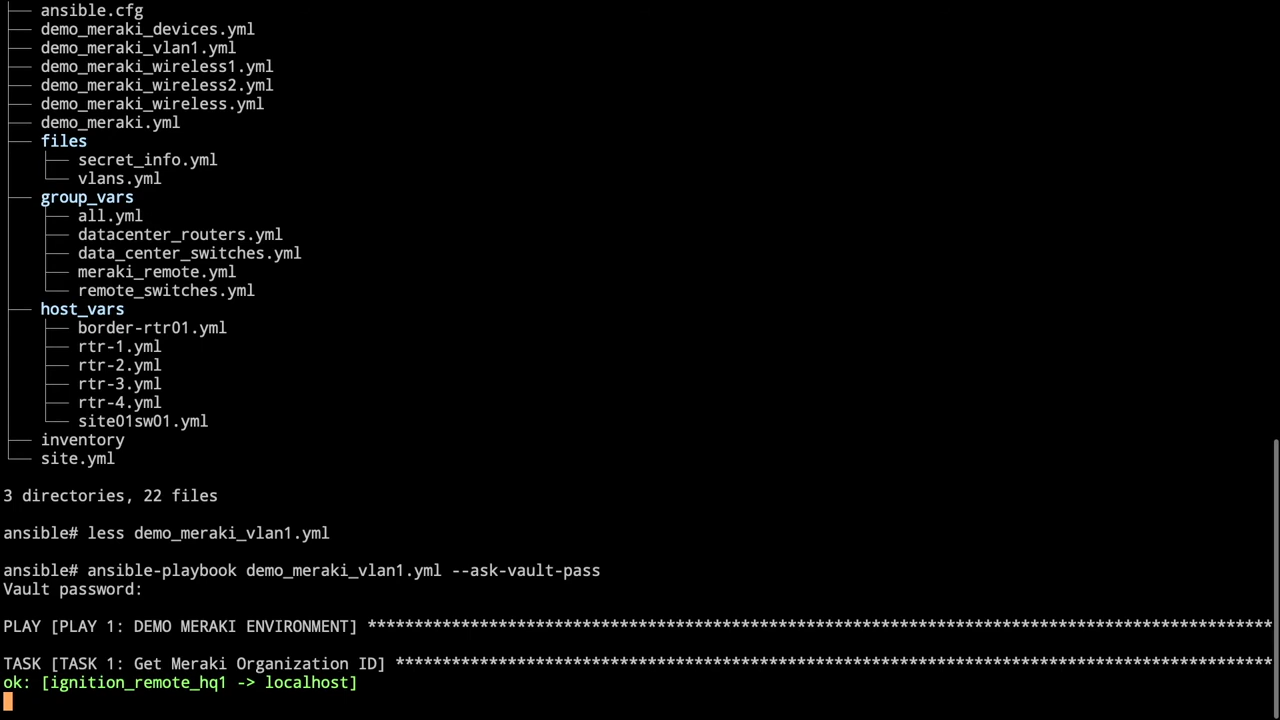 ├── ansible.cfg
├── demo_meraki_devices.yml
├── demo_meraki_vlan1.yml
├── demo_meraki_wireless1.yml
├── demo_meraki_wireless2.yml
├── demo_meraki_wireless.yml
├── demo_meraki.yml
├── files
│   ├── secret_info.yml
│   └── vlans.yml
├── group_vars
│   ├── all.yml
│   ├── datacenter_routers.yml
│   ├── data_center_switches.yml
│   ├── meraki_remote.yml
│   └── remote_switches.yml
├── host_vars
│   ├── border-rtr01.yml
│   ├── rtr-1.yml
│   ├── rtr-2.yml
│   ├── rtr-3.yml
│   ├── rtr-4.yml
│   └── site01sw01.yml
├── inventory
└── site.yml
3 directories, 22 files
ansible# less demo_meraki_vlan1.yml
ansible# ansible-playbook demo_meraki_vlan1.yml --ask-vault-pass
Vault password:
PLAY [PLAY 1: DEMO MERAKI ENVIRONMENT] *************************************************************************************************
TASK [TASK 1: Get Meraki Organization ID] **********************************************************************************************
ok: [ignition_remote_hq1 -> localhost]